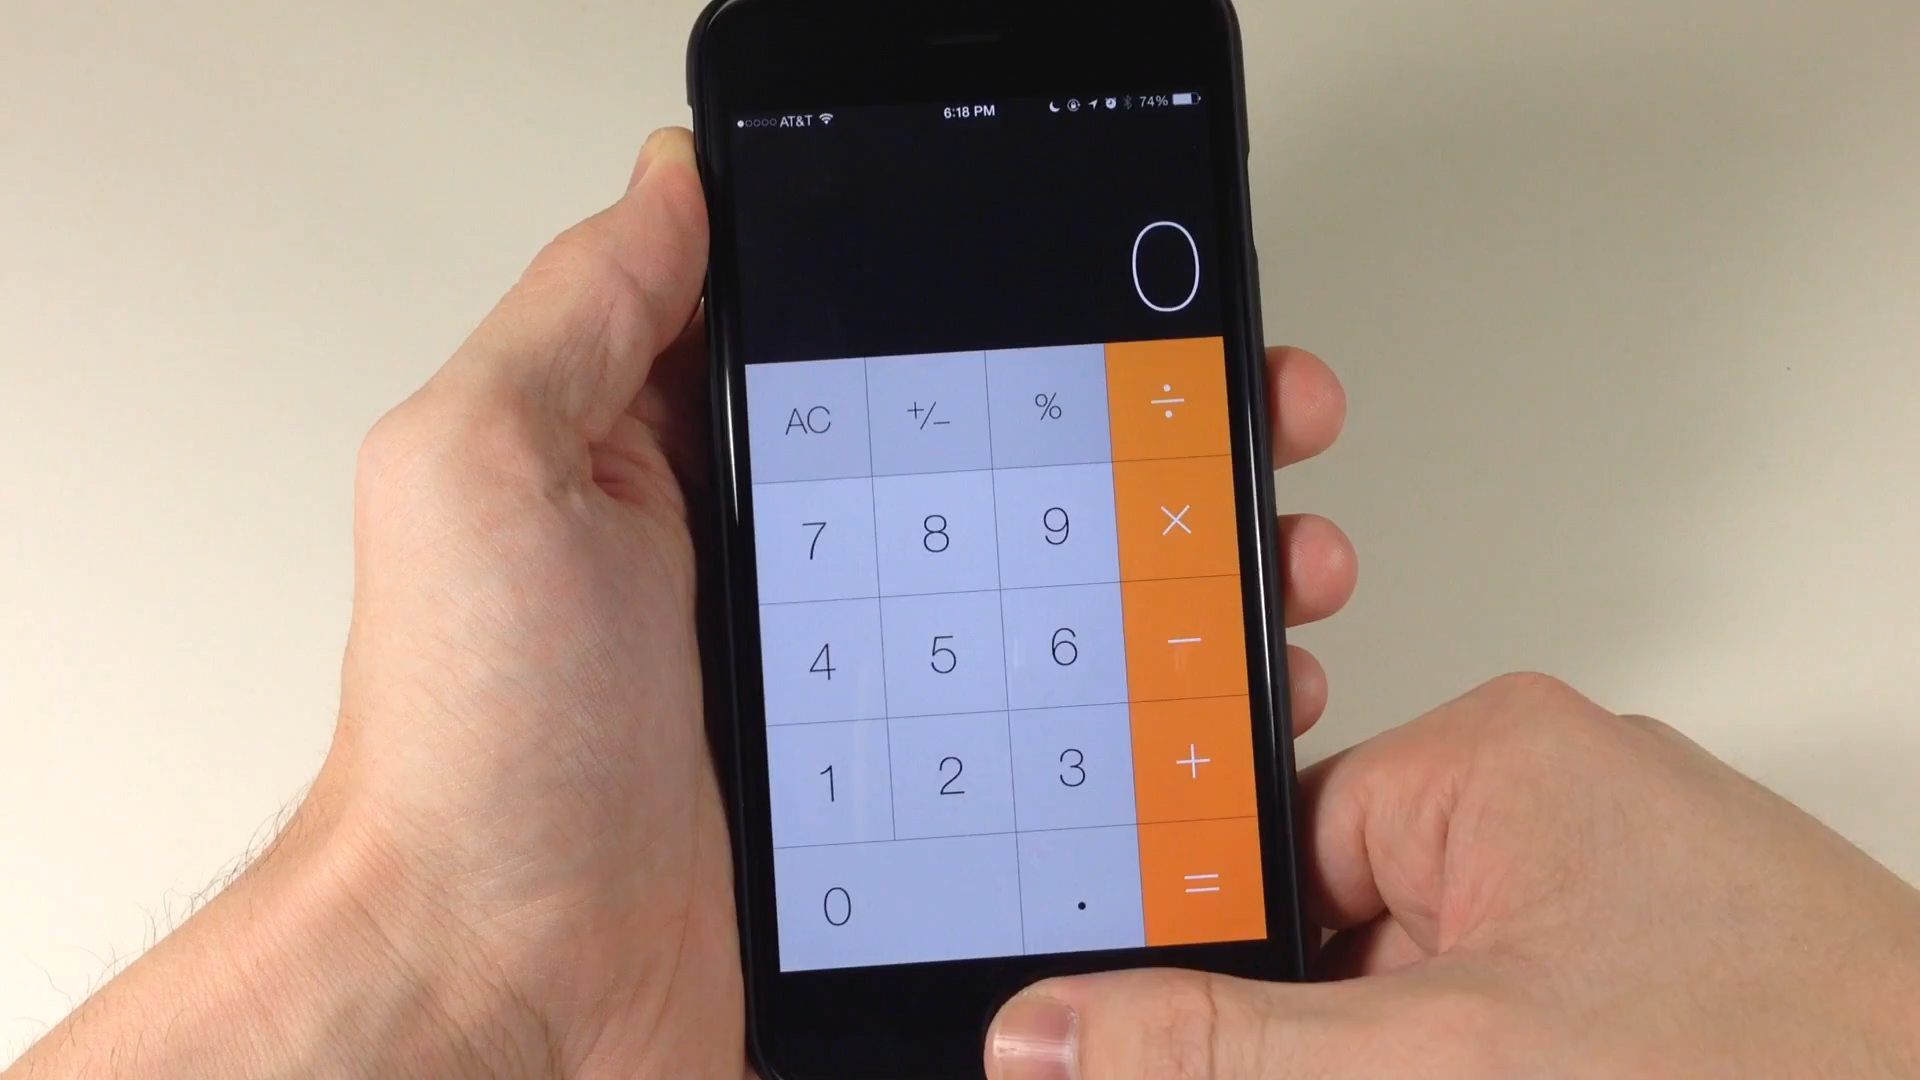 AT&T 6:18 PM 74%
0
AC +/− % ÷
7 8 9 ×
4 5 6 −
1 2 3 +
0 . =